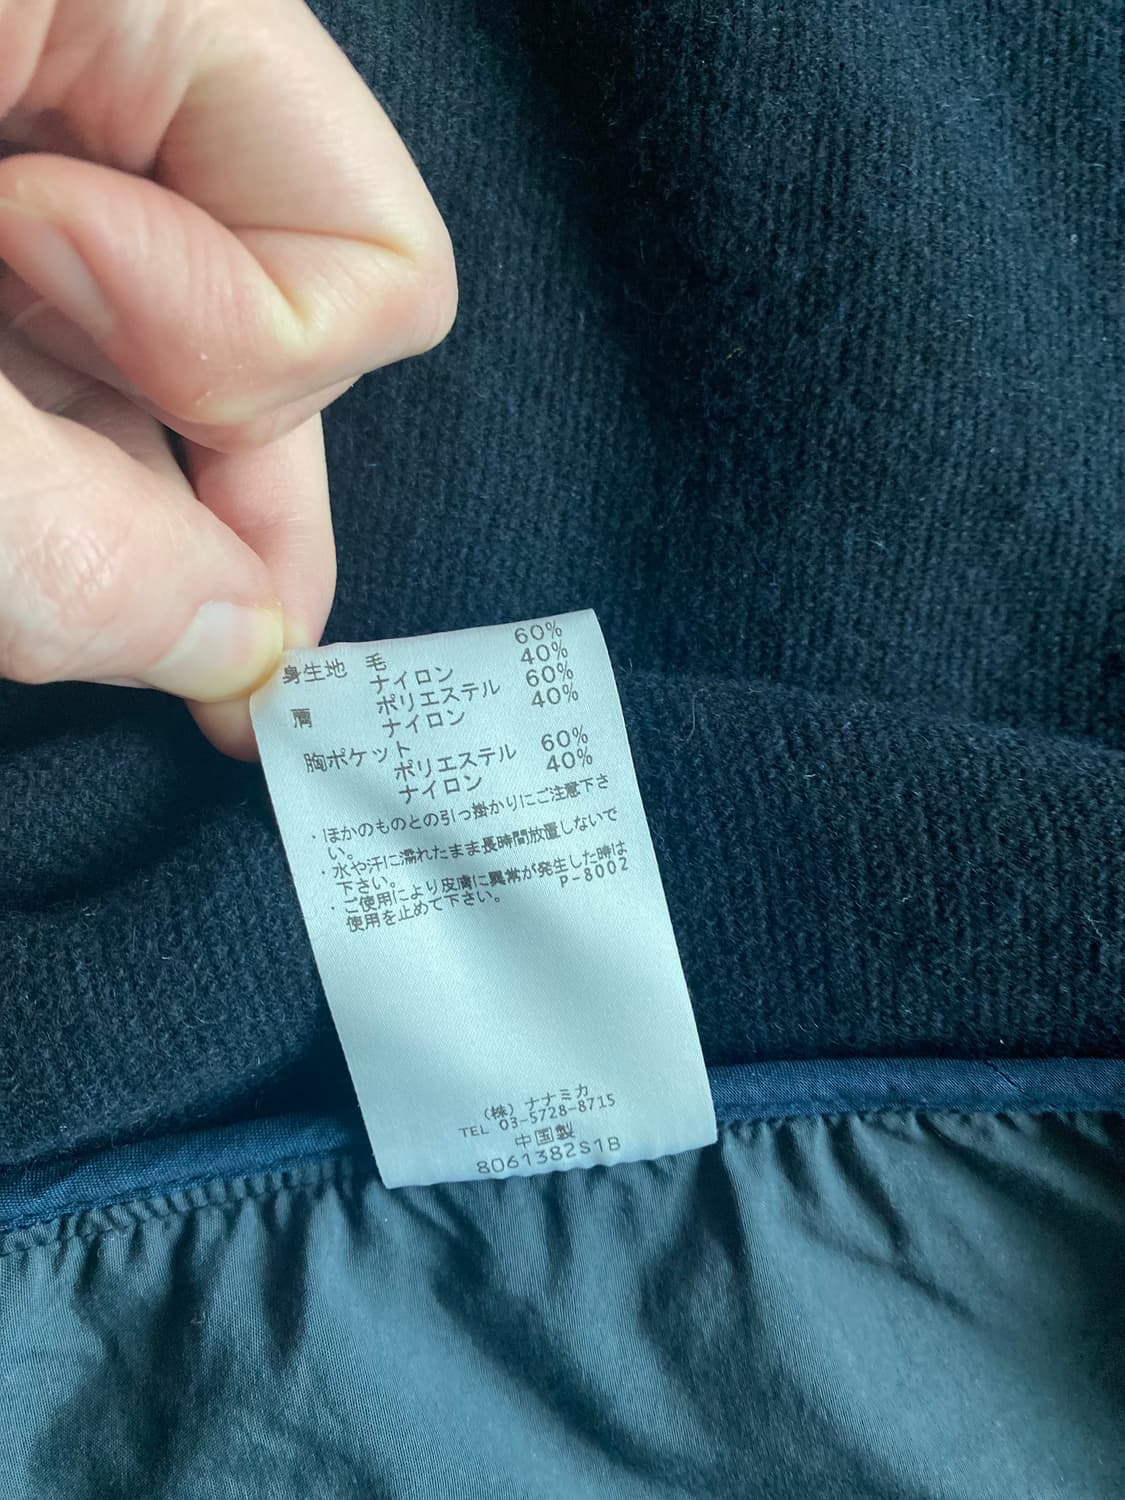 身生地 毛 60%
ナイロン 40%
肩 ポリエステル 60%
ナイロン 40%
胸ポケット
ポリエステル 60%
ナイロン 40%
・ほかのものとの引っ掛かりにご注意下さ
い。
・水や汗に濡れたまま長時間放置しないで
下さい。
・ご使用により皮膚に異常が発生した時は
使用を止めて下さい。 P-8002
(株) ナナミカ
TEL 03-5728-8715
中国製
8061382S1B